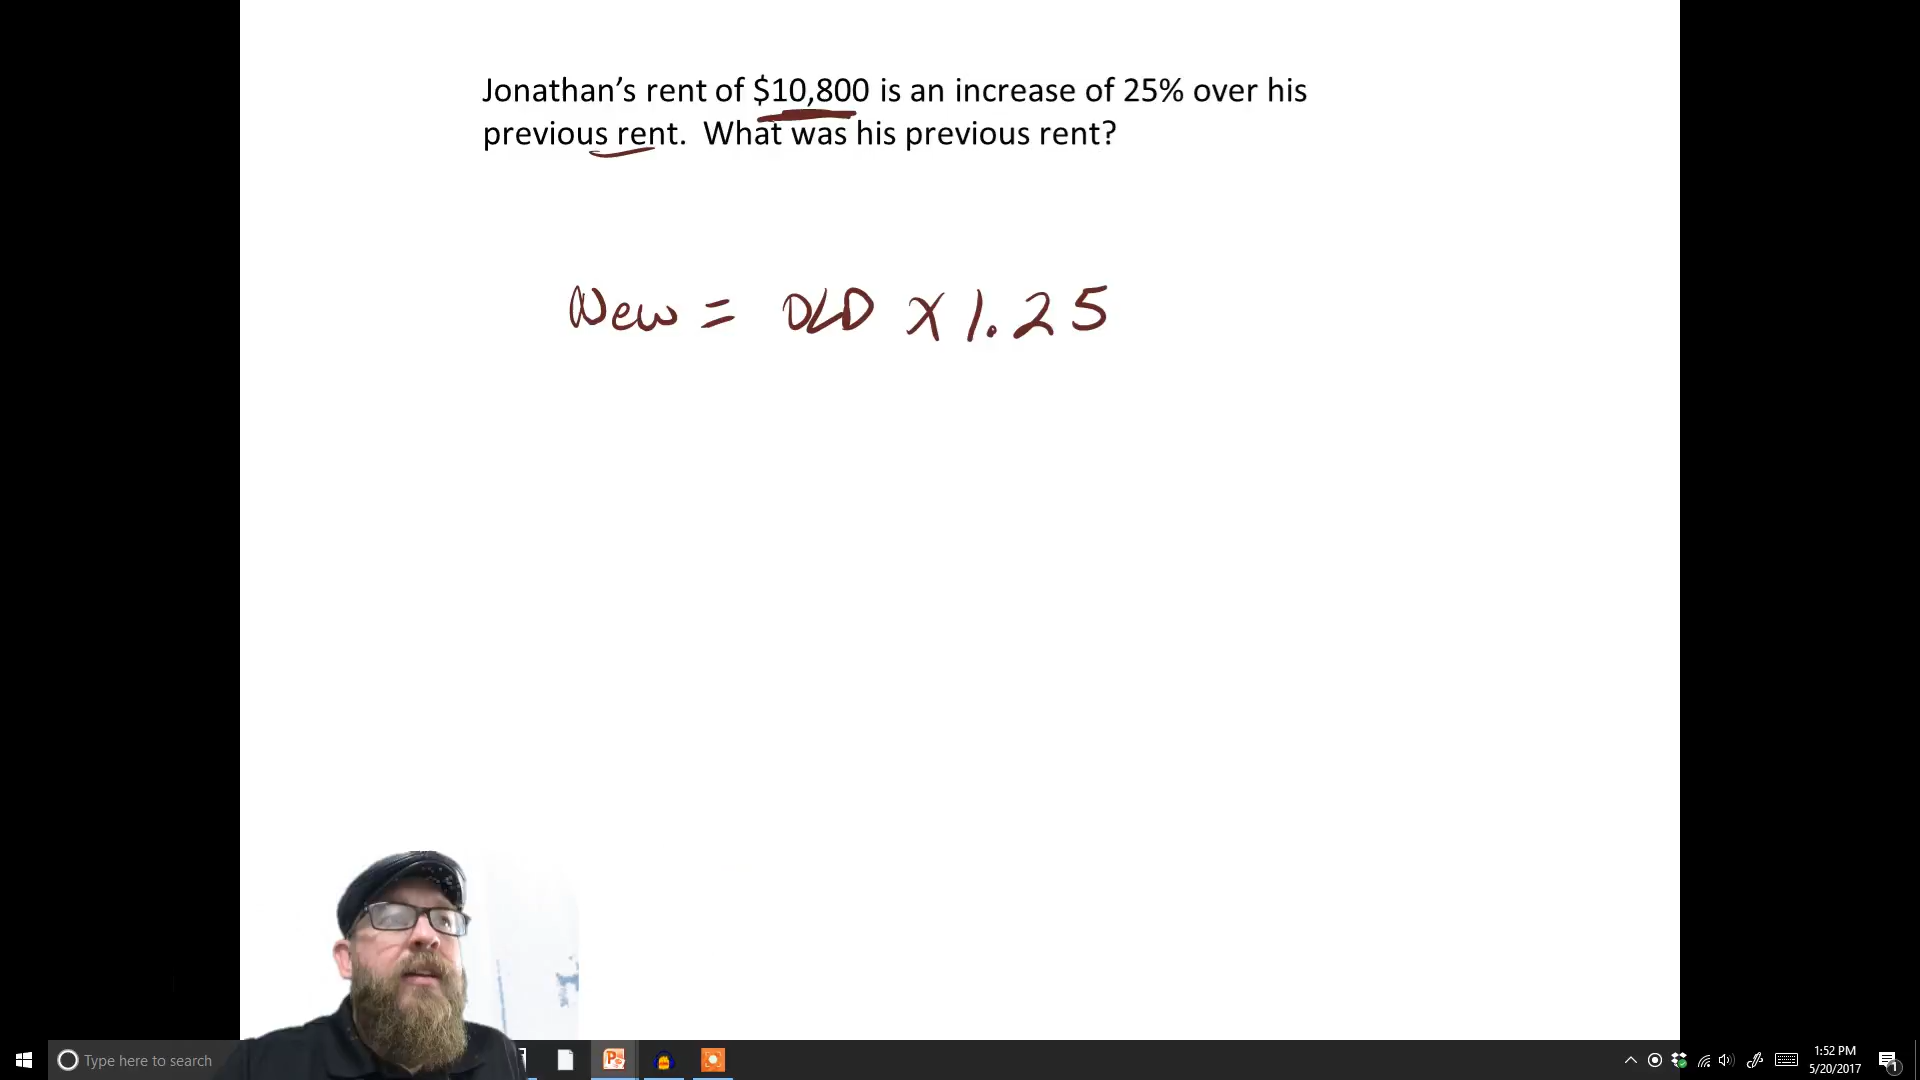 Jonathan’s rent of $10,800 is an increase of 25% over his
previous rent.  What was his previous rent?
New = OLD x 1.25
Type here to search
1:52 PM
5/20/2017
1